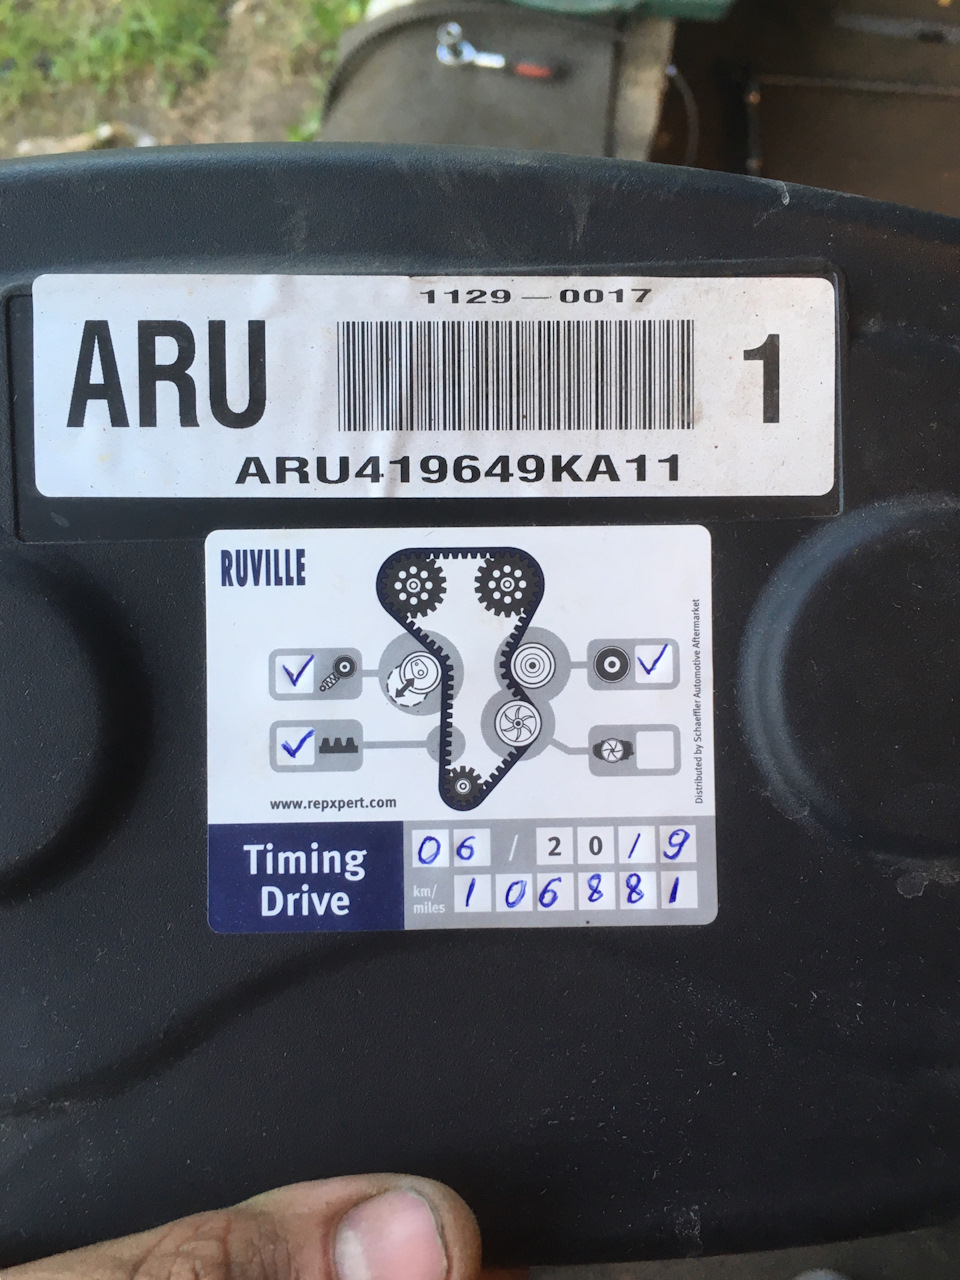 1129 — 0017
ARU
1
ARU419649KA11
RUVILLE
Distributed by Schaeffler Automotive Aftermarket
www.repxpert.com
Timing
Drive
06 / 2019
km/
miles
106881